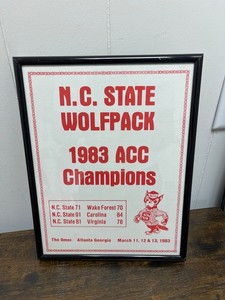 N.C. STATE
WOLFPACK
1983 ACC
Champions
N.C. State 71 Wake Forest 70
N.C. State 91 Carolina 84
N.C. State 81 Virginia 78
The Omni Atlanta Georgia March 11, 12 & 13, 1983